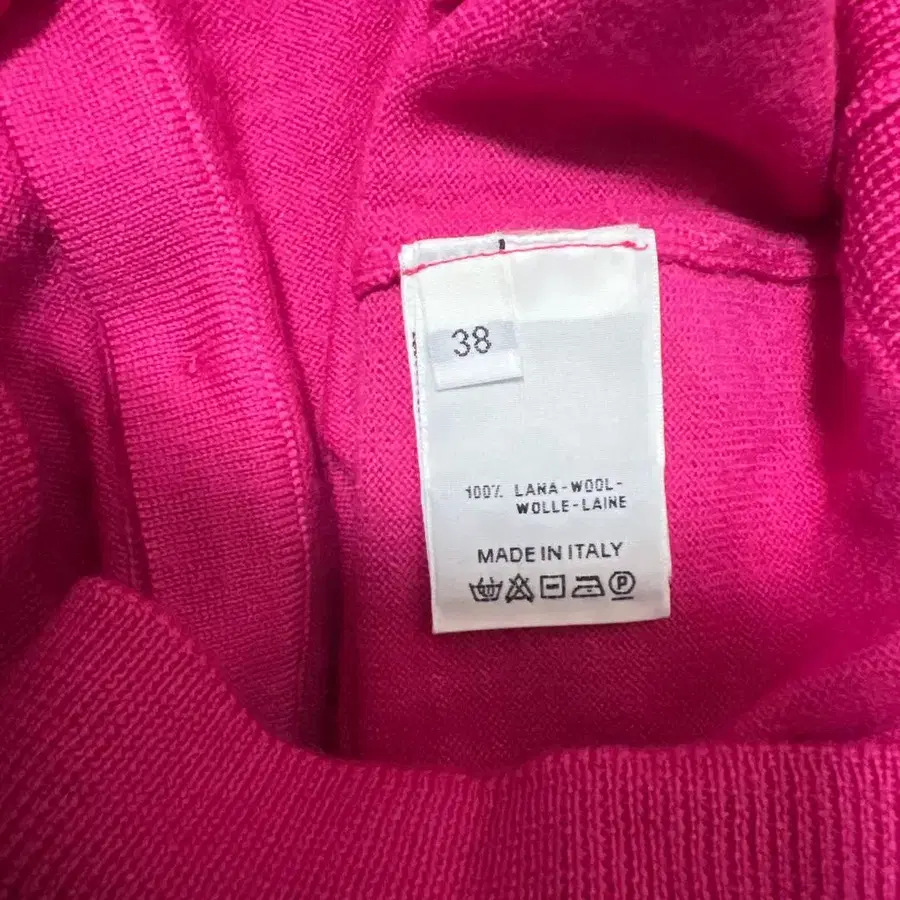 38
100% LANA-WOOL-
WOLLE-LAINE
MADE IN ITALY
P